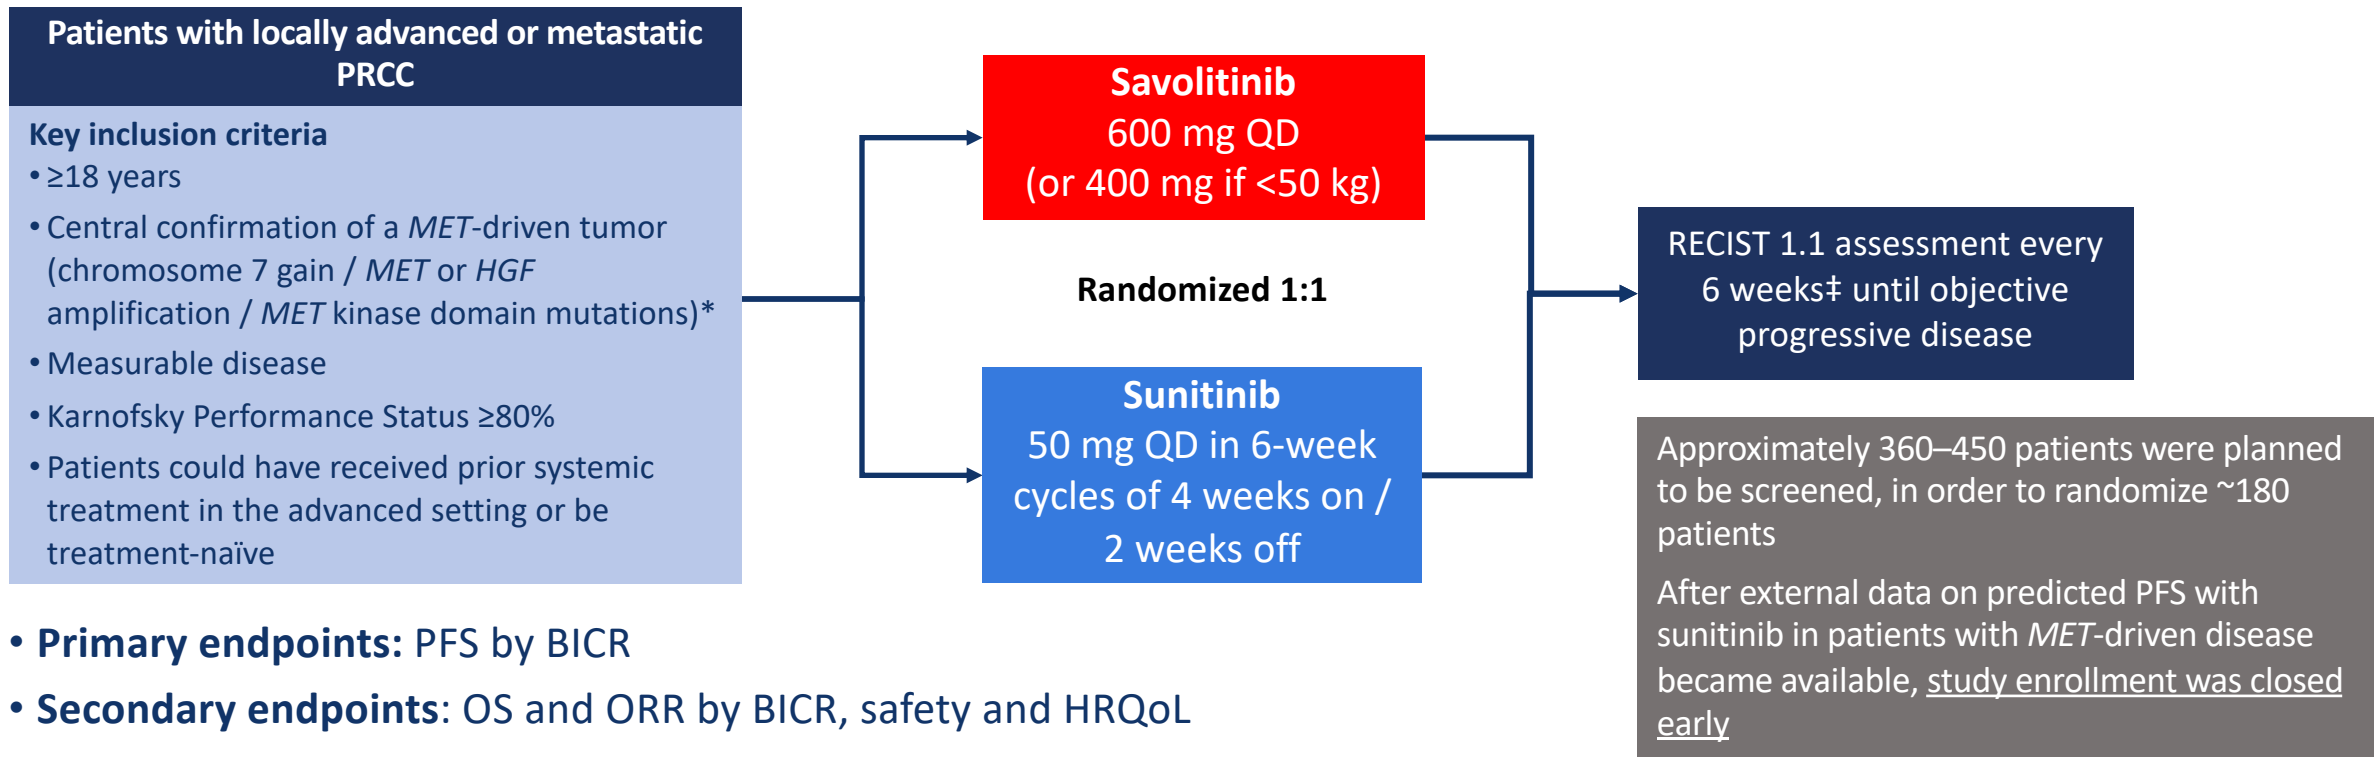 Patients with locally advanced or metastatic
PRCC
Key inclusion criteria
• ≥18 years
• Central confirmation of a MET-driven tumor
(chromosome 7 gain / MET or HGF
amplification / MET kinase domain mutations)*
• Measurable disease
• Karnofsky Performance Status ≥80%
• Patients could have received prior systemic
treatment in the advanced setting or be
treatment-naïve
Savolitinib
600 mg QD
(or 400 mg if <50 kg)
Randomized 1:1
Sunitinib
50 mg QD in 6-week
cycles of 4 weeks on /
2 weeks off
RECIST 1.1 assessment every
6 weeks‡ until objective
progressive disease
Approximately 360–450 patients were planned
to be screened, in order to randomize ~180
patients
After external data on predicted PFS with
sunitinib in patients with MET-driven disease
became available, study enrollment was closed
early
• Primary endpoints: PFS by BICR
• Secondary endpoints: OS and ORR by BICR, safety and HRQoL